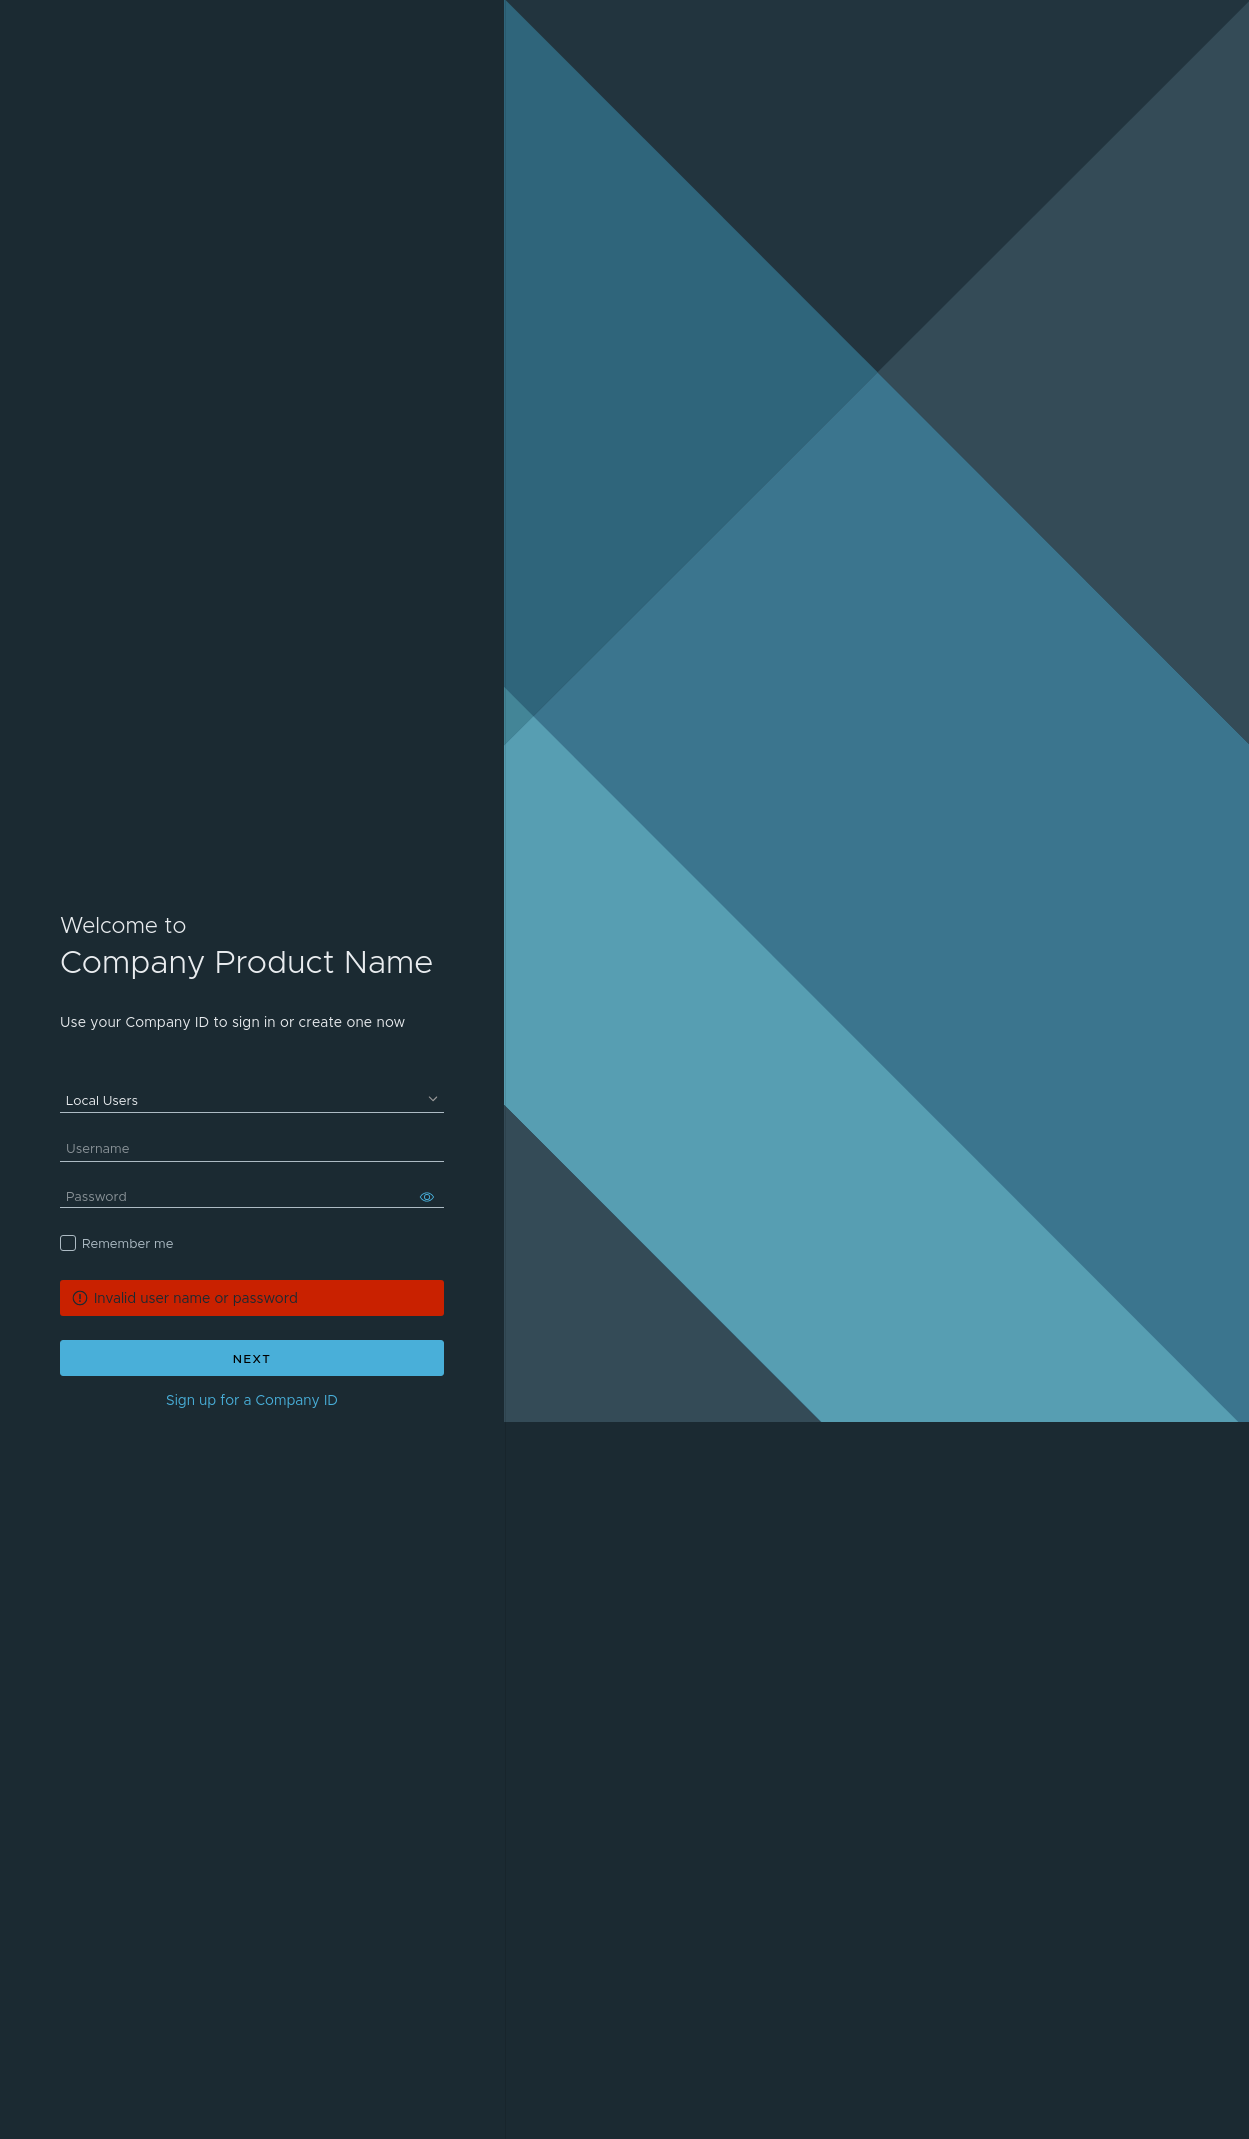 Welcome to
Company Product Name
Use your Company ID to sign in or create one now
Local Users
Username
Password
Remember me
Invalid user name or password
NEXT
Sign up for a Company ID